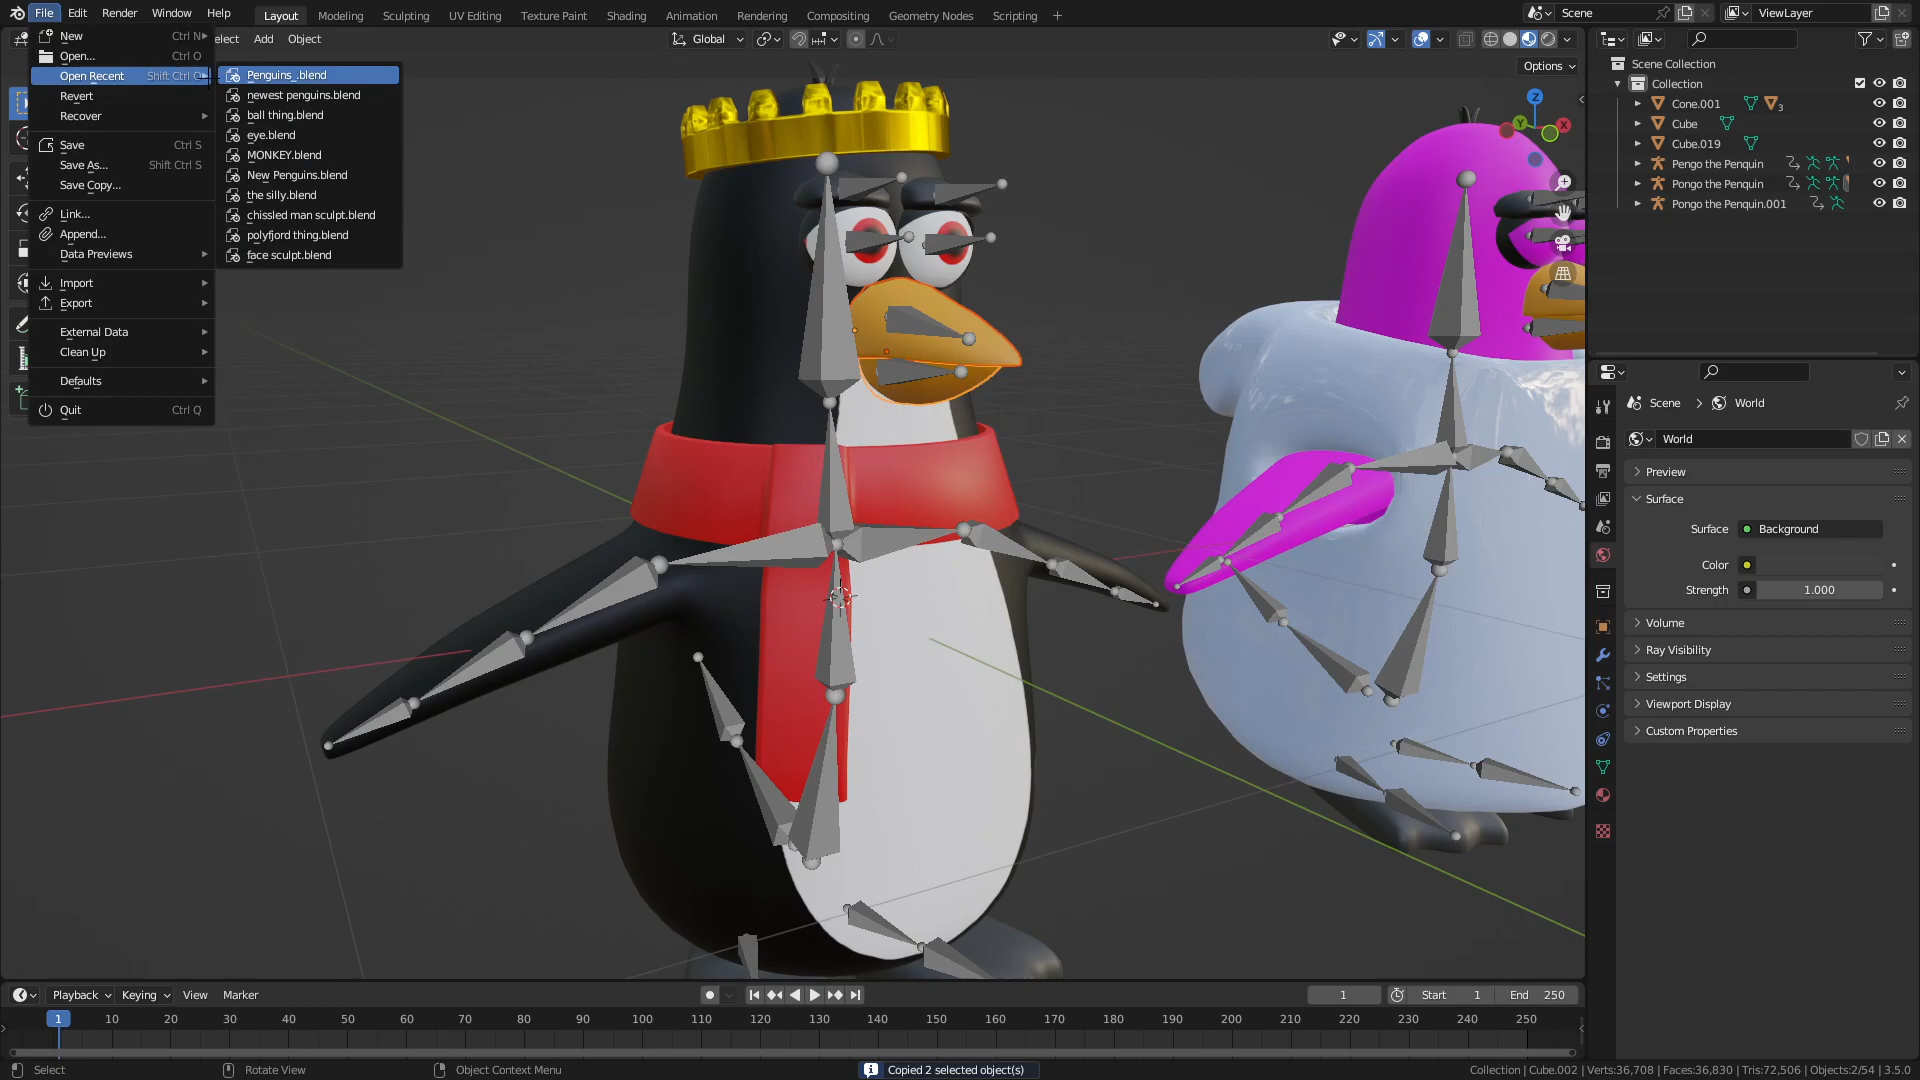 File Edit Render Window Help
Layout Modeling Sculpting UV Editing Texture Paint Shading Animation Rendering Compositing Geometry Nodes Scripting +
Scene
ViewLayer
elect Add Object
Global
Options
New Ctrl N
Open... Ctrl O
Open Recent Shift Ctrl O
Revert
Recover
Save Ctrl S
Save As... Shift Ctrl S
Save Copy...
Link...
Append...
Data Previews
Import
Export
External Data
Clean Up
Defaults
Quit Ctrl Q
Penguins_.blend
newest penguins.blend
ball thing.blend
eye.blend
MONKEY.blend
New Penguins.blend
the silly.blend
chissled man sculpt.blend
polyfjord thing.blend
face sculpt.blend
Z
Y
X
Scene Collection
Collection
Cone.001 3
Cube
Cube.019
Pengo the Penquin
Pongo the Penquin
Pongo the Penquin.001
Scene > World
World
Preview
Surface
Surface Background
Color
Strength 1.000
Volume
Ray Visibility
Settings
Viewport Display
Custom Properties
Playback Keying View Marker
1 Start 1 End 250
1 10 20 30 40 50 60 70 80 90 100 110 120 130 140 150 160 170 180 190 200 210 220 230 240 250
Select Rotate View Object Context Menu
Copied 2 selected object(s)
Collection | Cube.002 | Verts:36,708 | Faces:36,830 | Tris:72,506 | Objects:2/54 | 3.5.0